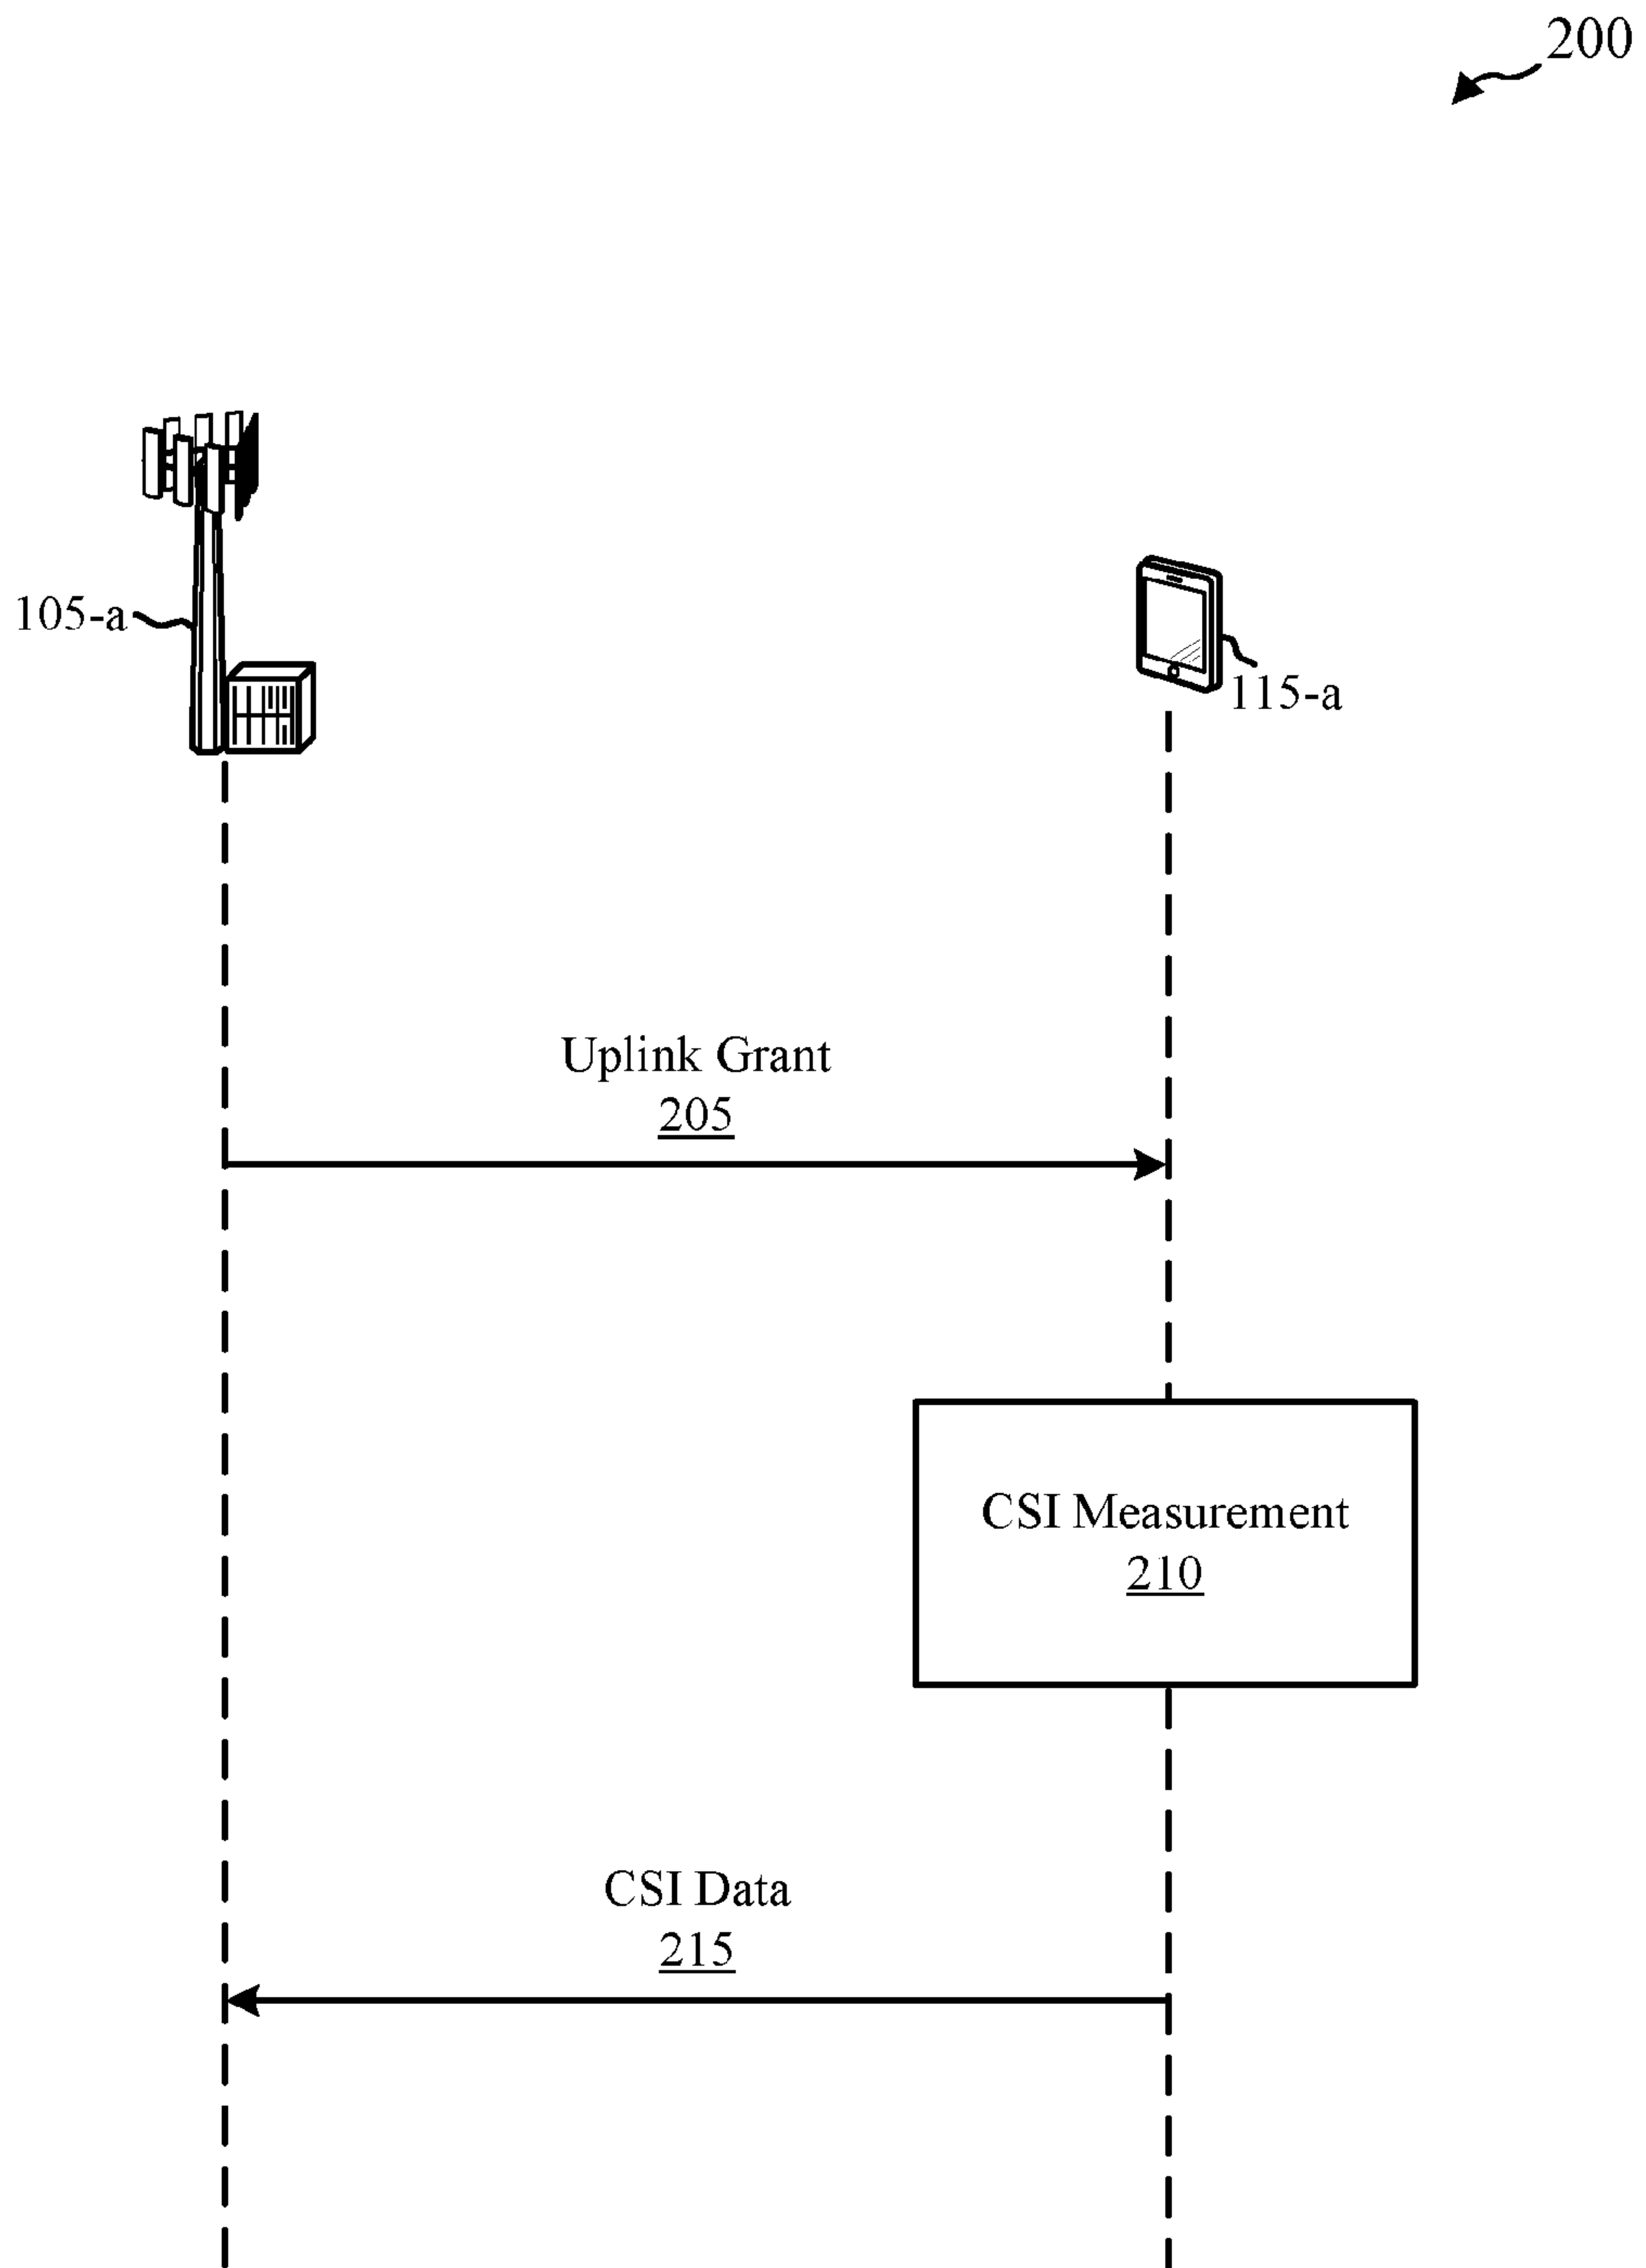 200
105-a
115-a
Uplink Grant
205
CSI Measurement
210
CSI Data
215